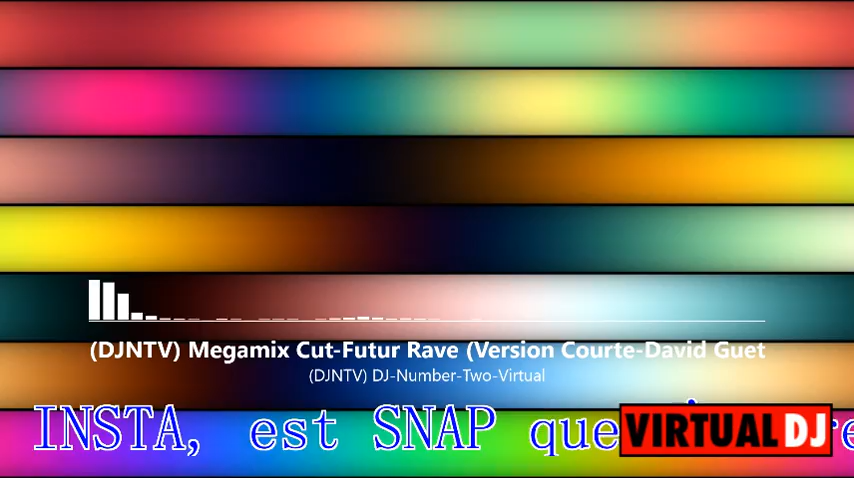 (DJNTV) Megamix Cut-Futur Rave (Version Courte-David Guet
(DJNTV) DJ-Number-Two-Virtual
INSTA, est SNAP que
VIRTUAL DJ